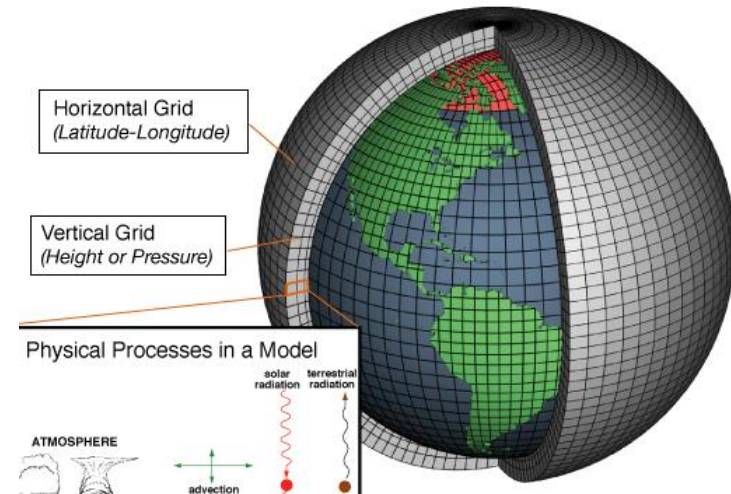 Horizontal Grid
(Latitude-Longitude)
Vertical Grid
(Height or Pressure)
Physical Processes in a Model
solar
radiation
terrestrial
radiation
ATMOSPHERE
advection